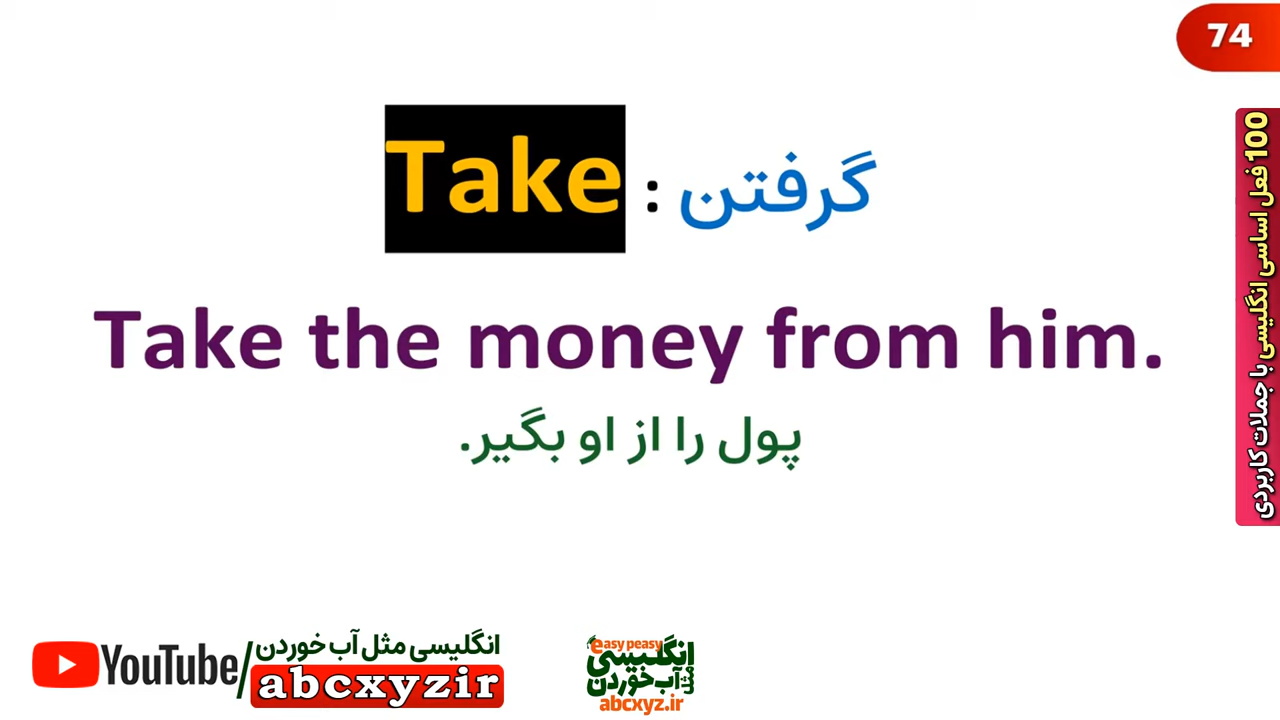 74
Take : گرفتن
Take the money from him.
پول را از او بگیر.
100 فعل اساسی انگلیسی با جملات کاربردی
YouTube/انگلیسی مثل آب خوردن
abcxyzir
easy peasy
انگلیسی
مثل
آب خوردن
abcxyz.ir